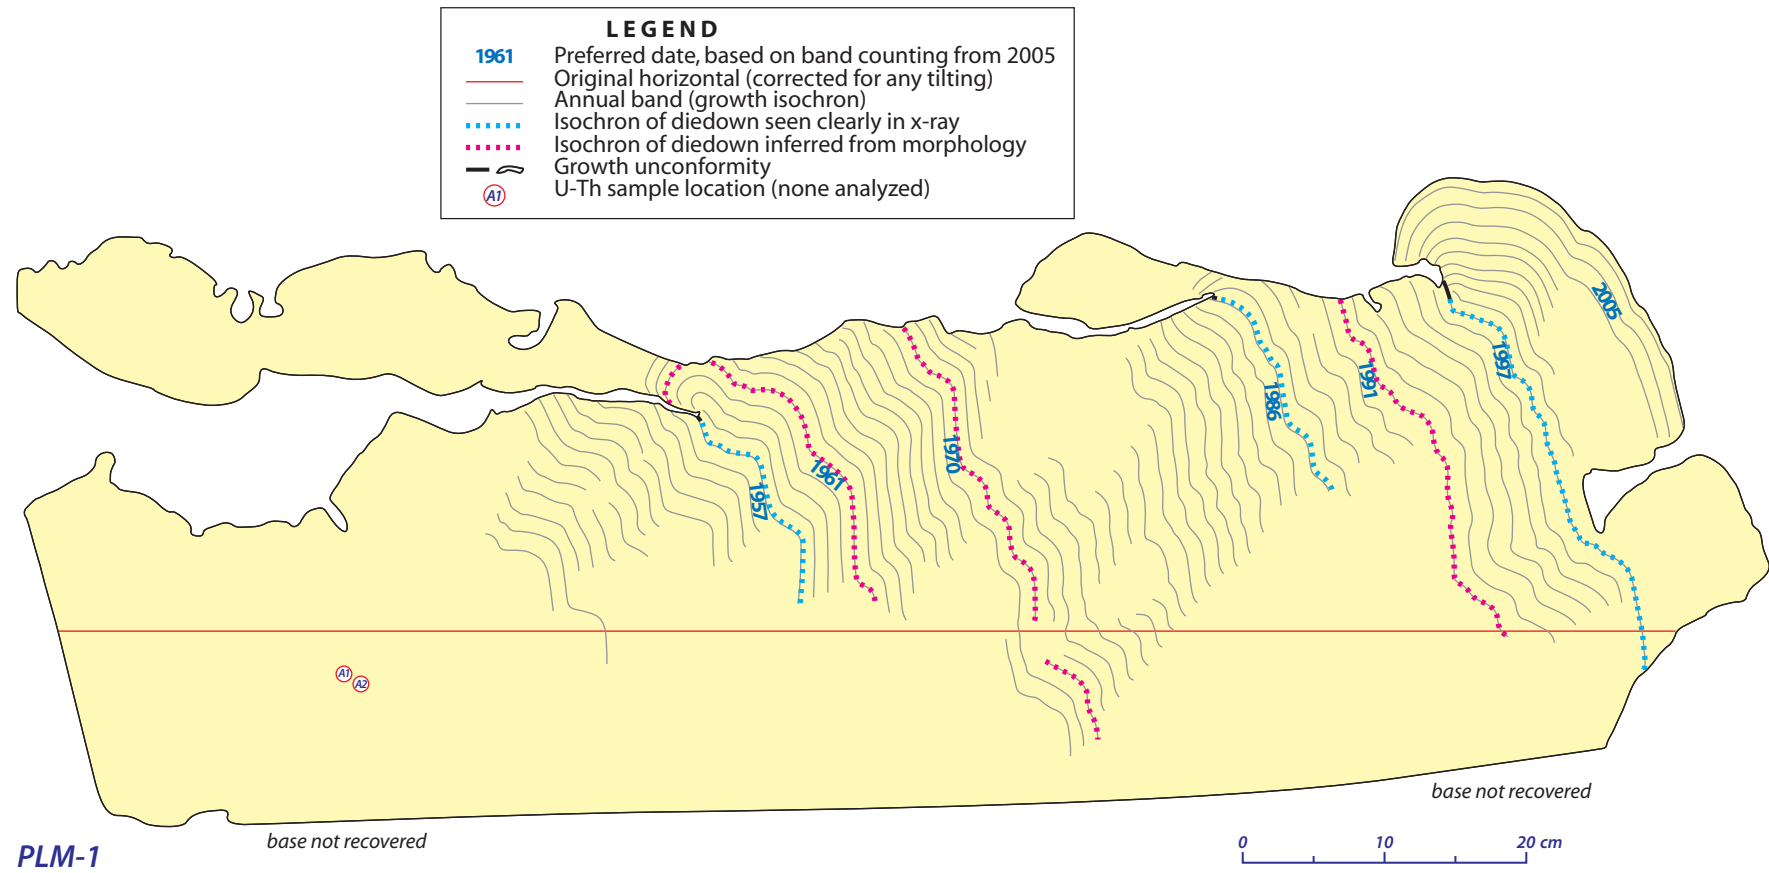 LEGEND
1961 Preferred date, based on band counting from 2005
Original horizontal (corrected for any tilting)
Annual band (growth isochron)
Isochron of diedown seen clearly in x-ray
Isochron of diedown inferred from morphology
Growth unconformity
A1 U-Th sample location (none analyzed)
2005
1997
1991
1986
1970
1961
1957
A1
A2
base not recovered
base not recovered
PLM-1
0 10 20 cm